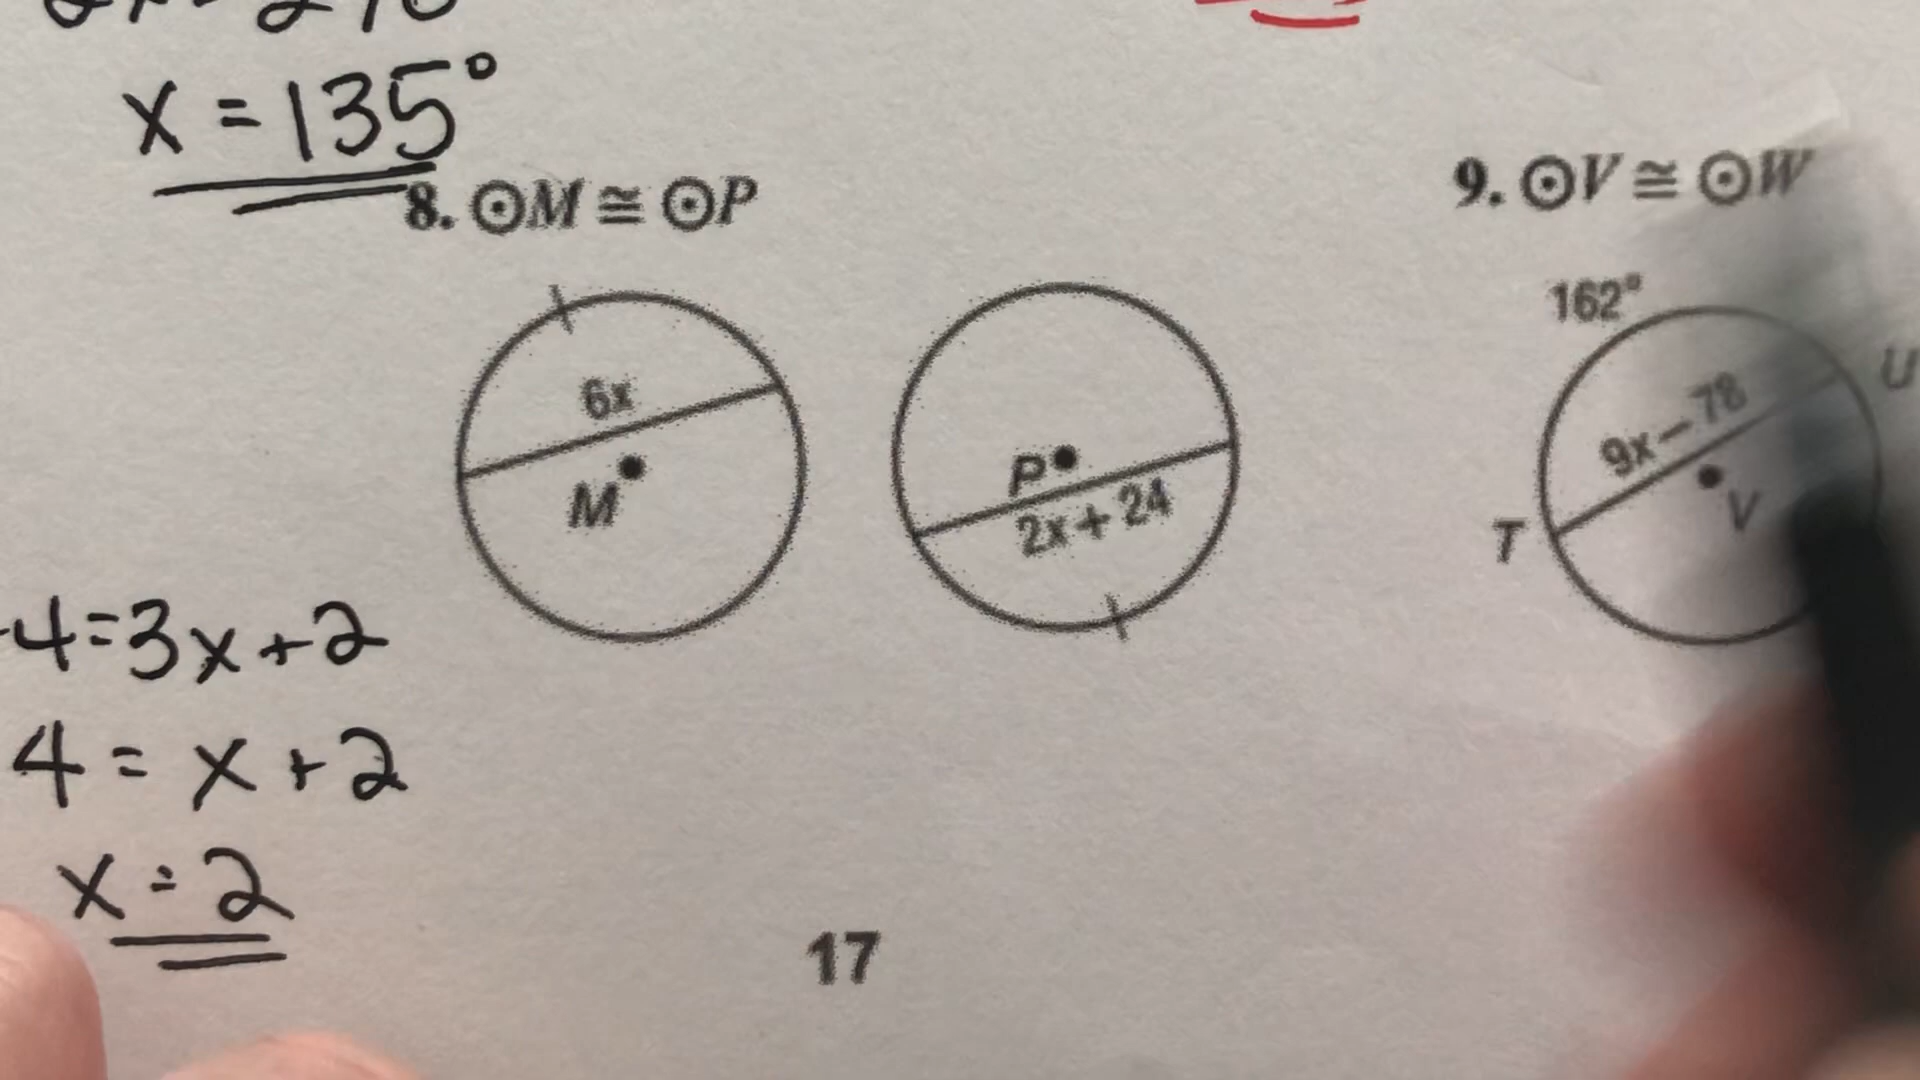 x = 135°
8. ⊙M ≅ ⊙P
9. ⊙V ≅ ⊙W
6x
M
P
2x + 24
162°
U
9x − 78
T
V
4=3x+2
4 = x+2
x = 2
17